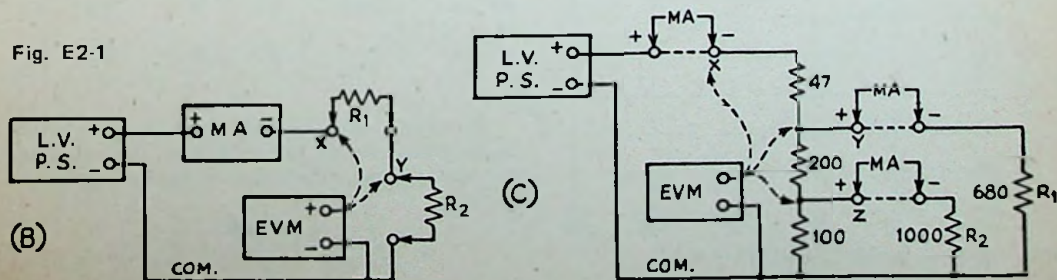 Fig. E2-1
L.V. +
P.S. -
+ MA -
X
R1
Y
R2
EVM + -
COM.
(B)
L.V. +
P.S. -
+ MA -
X
47
MA
+ Y -
200
MA
+ Z -
EVM
680 R1
100
1000 R2
COM.
(C)